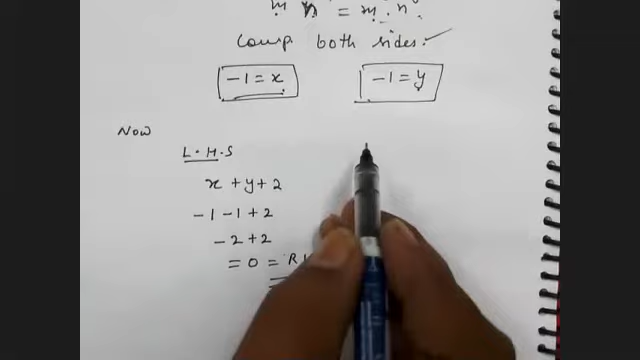 Comp both sides.
-1 = x
-1 = y
Now
L.H.S
x + y + 2
-1 -1 + 2
-2 + 2
= 0 = R